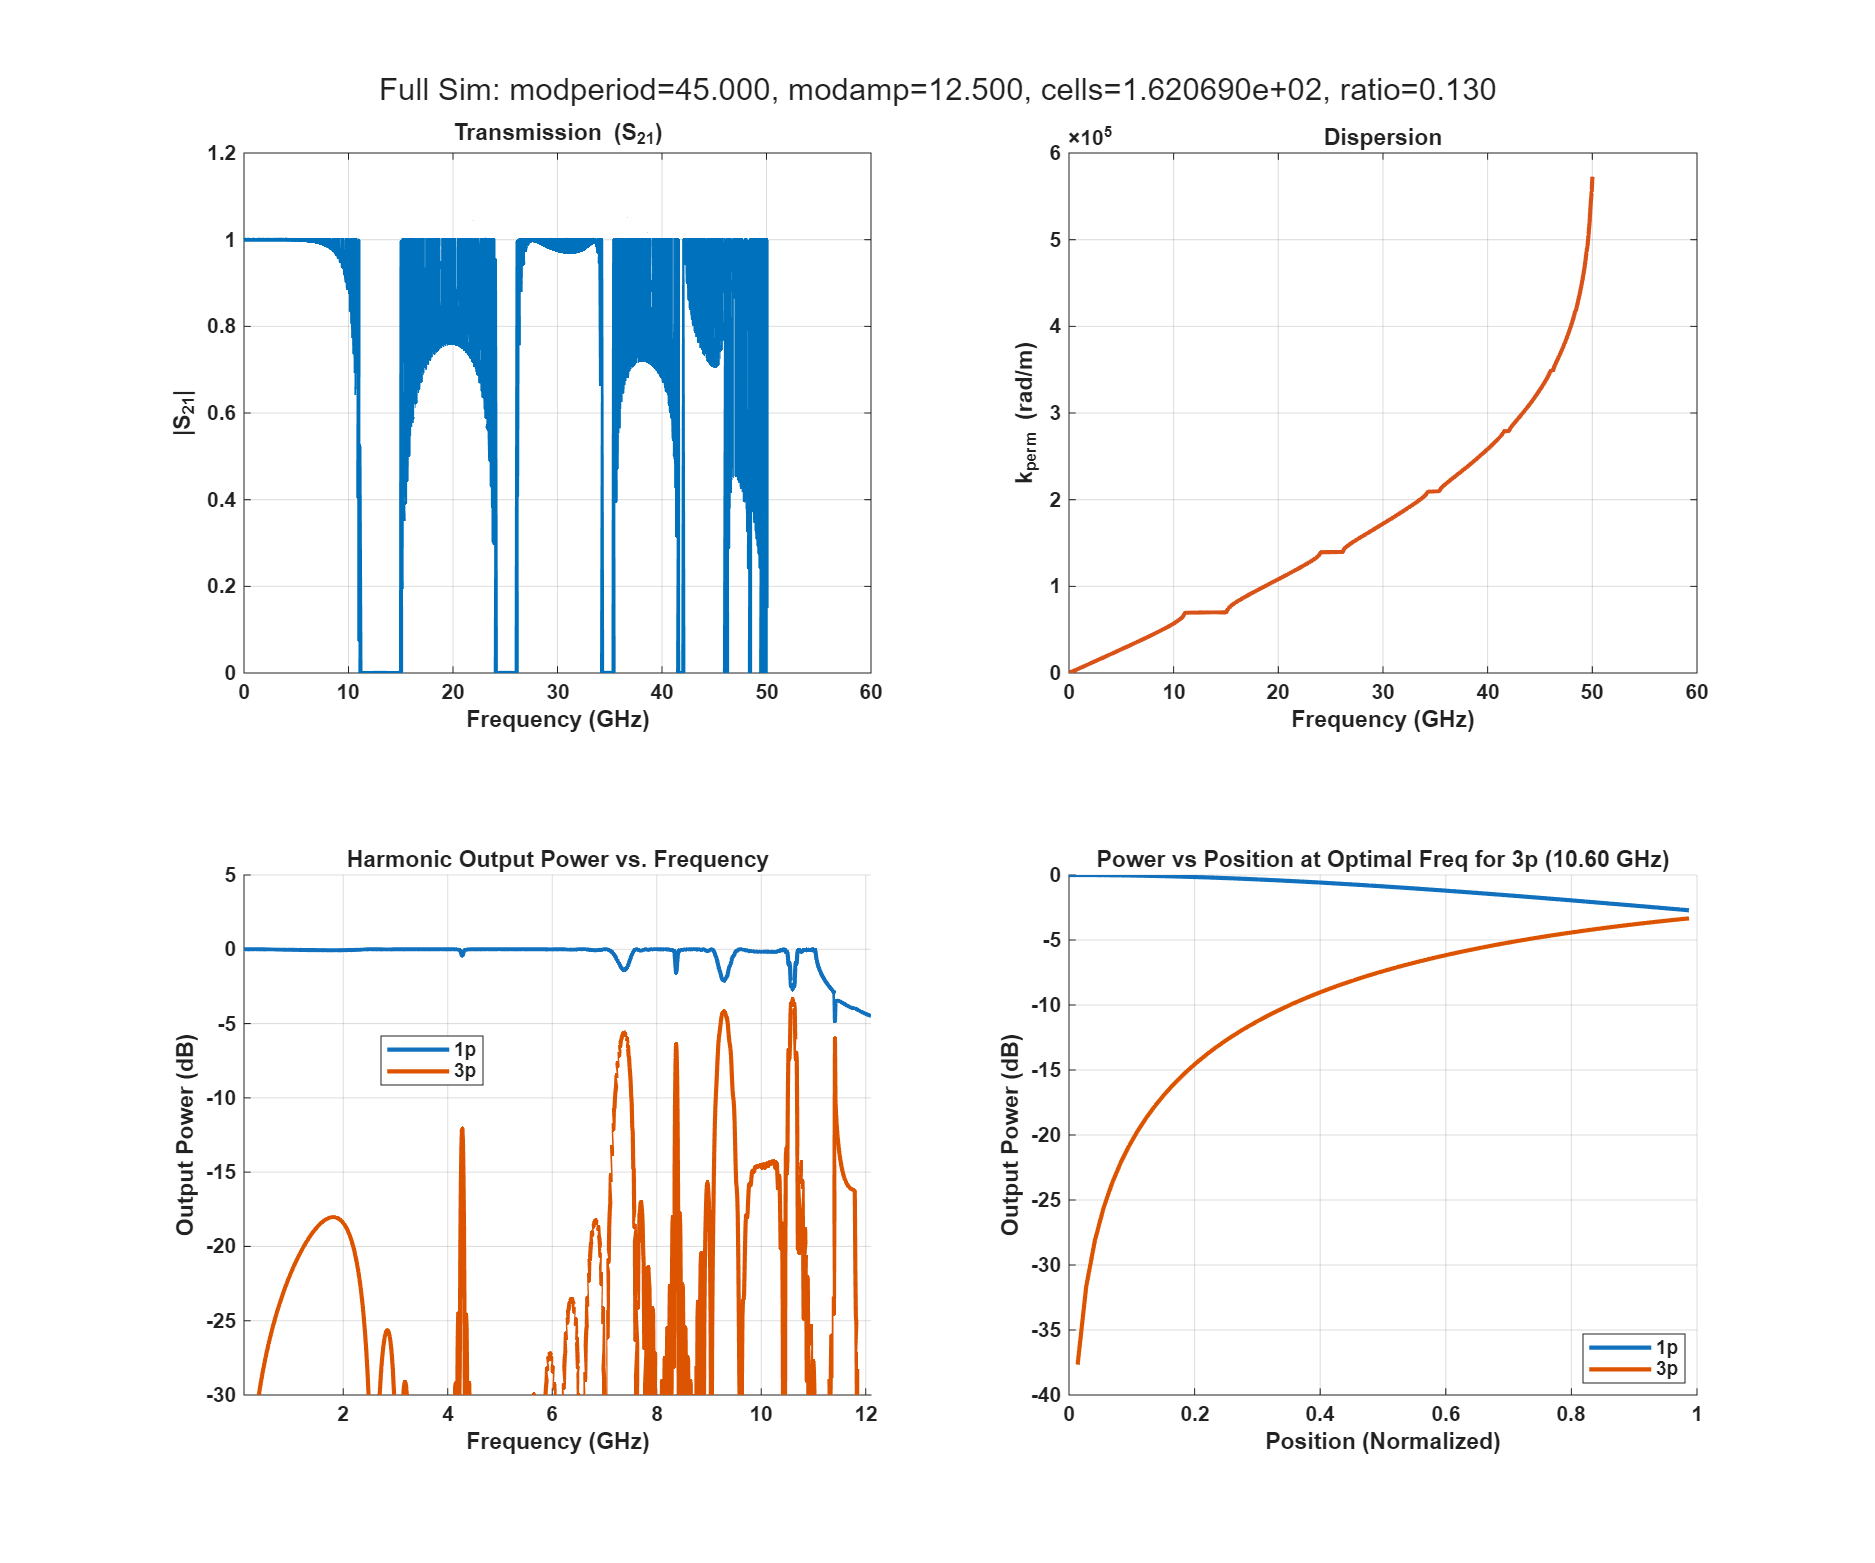 Full Sim: modperiod=45.000, modamp=12.500, cells=1.620690e+02, ratio=0.130
Transmission (S21)
1.2
1
0.8
0.6
0.4
0.2
0
|S21|
0 10 20 30 40 50 60
Frequency (GHz)
×10^5
Dispersion
6
5
4
3
2
1
0
kperm (rad/m)
0 10 20 30 40 50 60
Frequency (GHz)
Harmonic Output Power vs. Frequency
5
0
-5
-10
-15
-20
-25
-30
Output Power (dB)
1p
3p
2 4 6 8 10 12
Frequency (GHz)
Power vs Position at Optimal Freq for 3p (10.60 GHz)
0
-5
-10
-15
-20
-25
-30
-35
-40
Output Power (dB)
1p
3p
0 0.2 0.4 0.6 0.8 1
Position (Normalized)